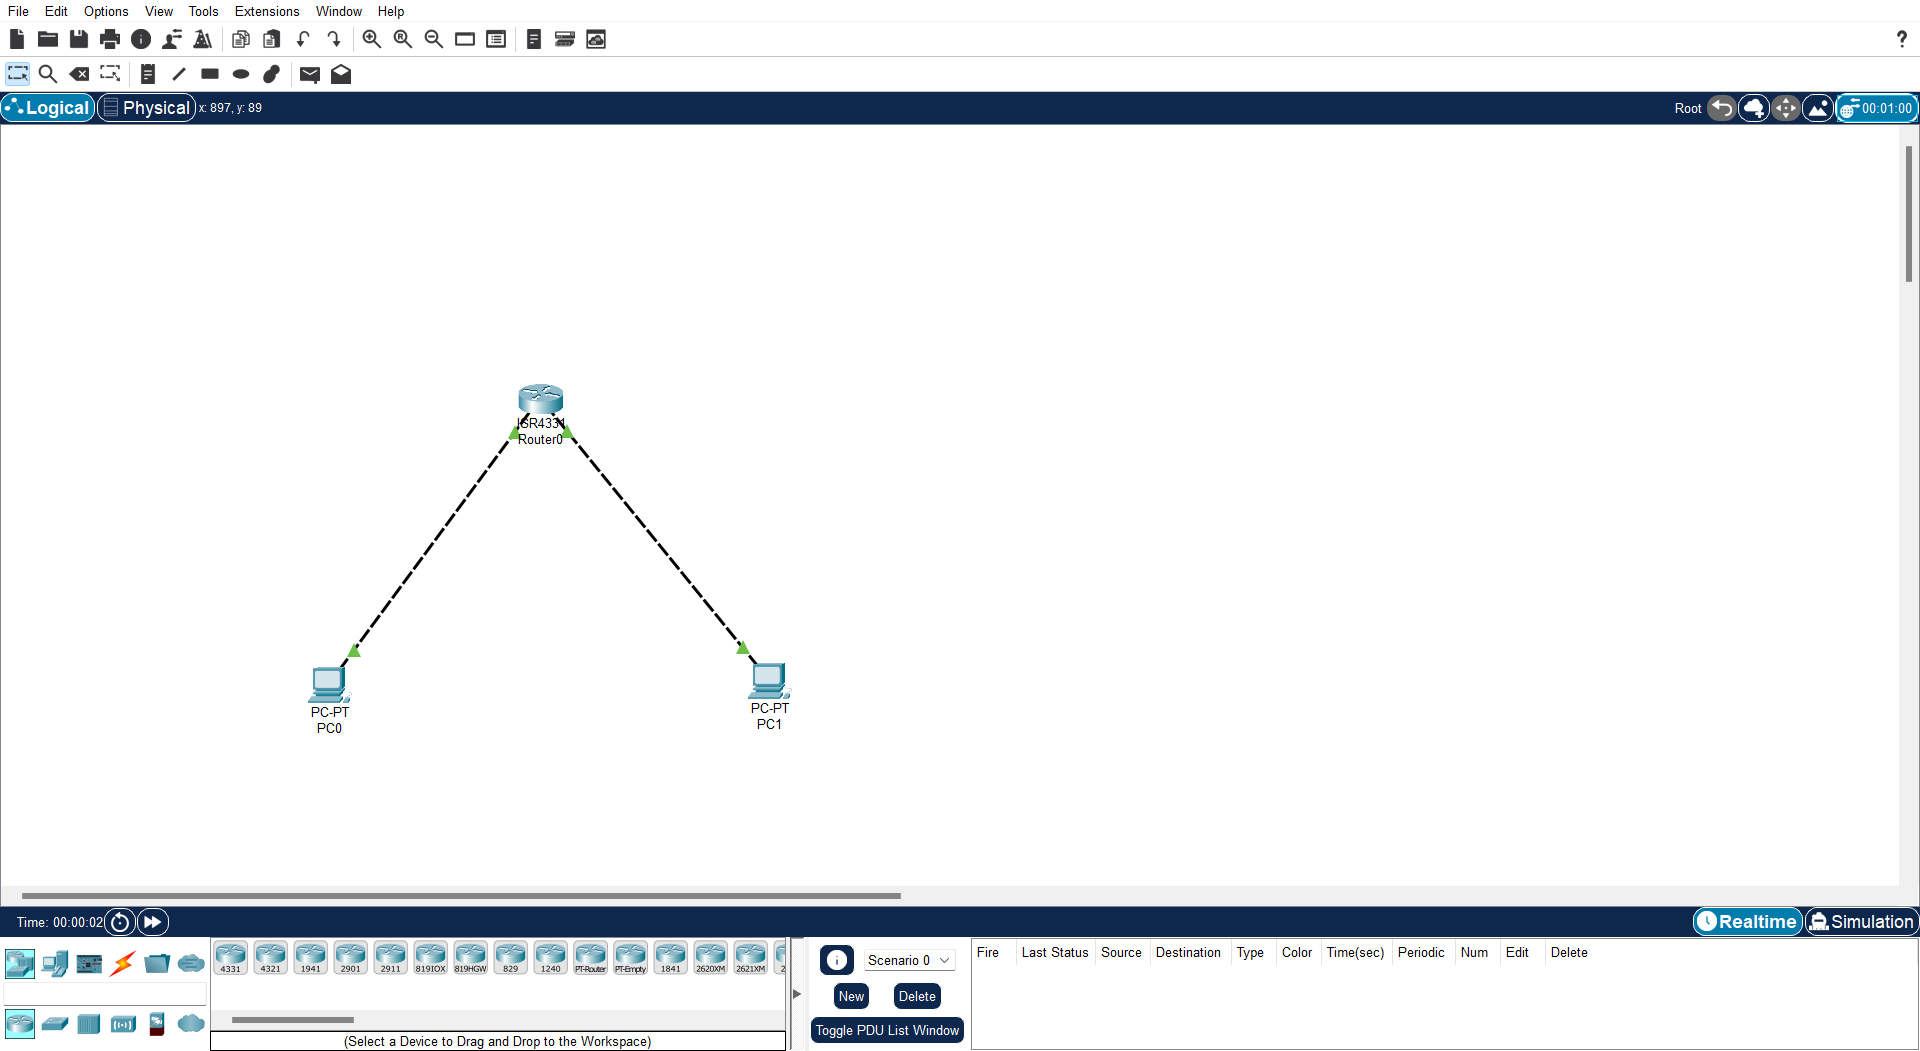 File Edit Options View Tools Extensions Window Help
?
Logical Physical x: 897, y: 89 Root 00:01:00
ISR4331
Router0
PC-PT
PC0
PC-PT
PC1
Time: 00:00:02 Realtime Simulation
4331 4321 1941 2901 2911 819IOX 819HGW 829 1240 PT-Router PT-Empty 1841 2620XM 2621XM 2
(Select a Device to Drag and Drop to the Workspace)
Scenario 0
New Delete
Toggle PDU List Window
Fire Last Status Source Destination Type Color Time(sec) Periodic Num Edit Delete